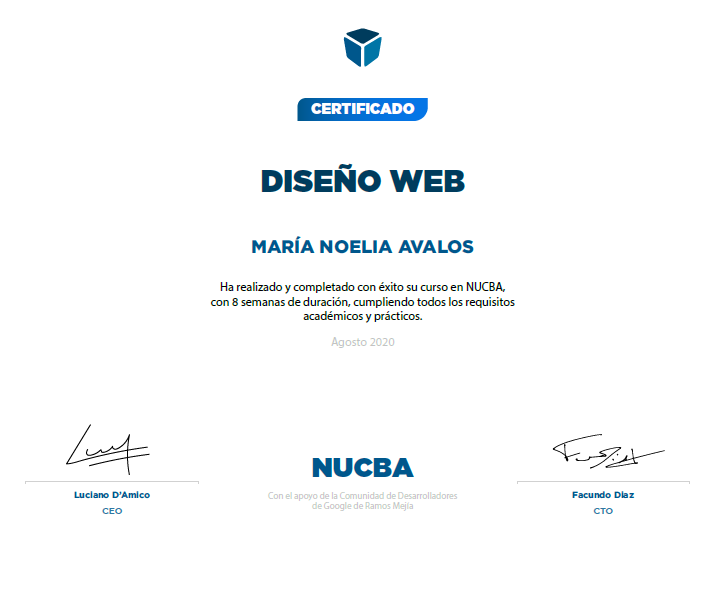 CERTIFICADO
DISEÑO WEB
MARÍA NOELIA AVALOS
Ha realizado y completado con éxito su curso en NUCBA,
con 8 semanas de duración, cumpliendo todos los requisitos
académicos y prácticos.
Agosto 2020
Luciano D'Amico
CEO
NUCBA
Con el apoyo de la Comunidad de Desarrolladores
de Google de Ramos Mejía
Facundo Diaz
CTO